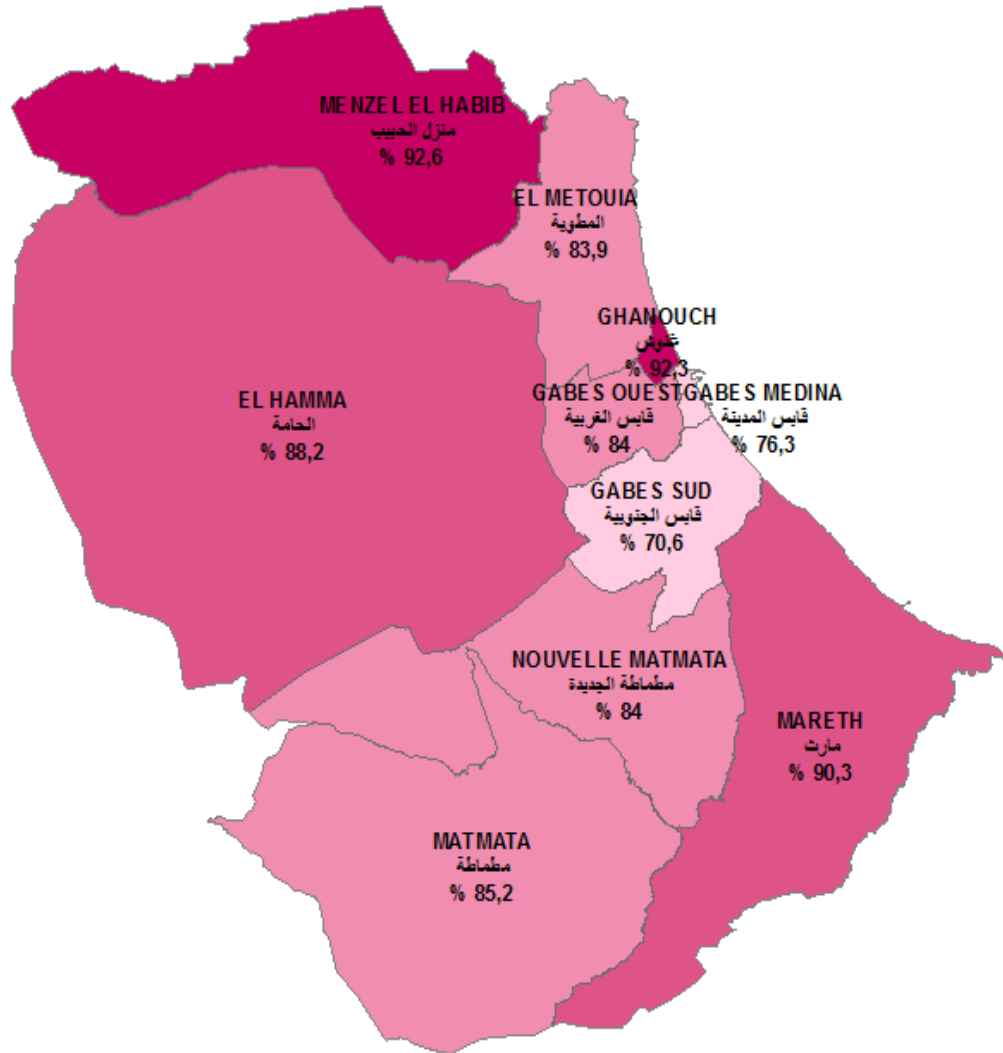 MENZEL EL HABIB
منزل الحبيب
% 92,6
EL METOUIA
المطوية
% 83,9
GHANOUCH
غنوش
% 92,3
EL HAMMA
الحامة
% 88,2
GABES OUEST
قابس الغربية
% 84
GABES MEDINA
قابس المدينة
% 76,3
GABES SUD
قابس الجنوبية
% 70,6
NOUVELLE MATMATA
مطماطة الجديدة
% 84
MARETH
مارث
% 90,3
MATMATA
مطماطة
% 85,2